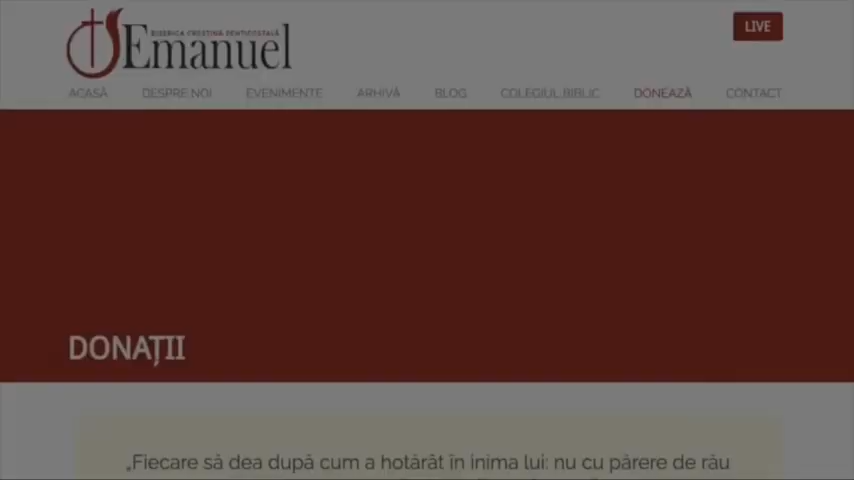 BISERICA CREȘTINĂ PENTICOSTALĂ
Emanuel
LIVE
ACASĂ DESPRE NOI EVENIMENTE ARHIVĂ BLOG COLEGIUL BIBLIC DONEAZĂ CONTACT
DONAȚII
„Fiecare să dea după cum a hotărât în inima lui: nu cu părere de rău